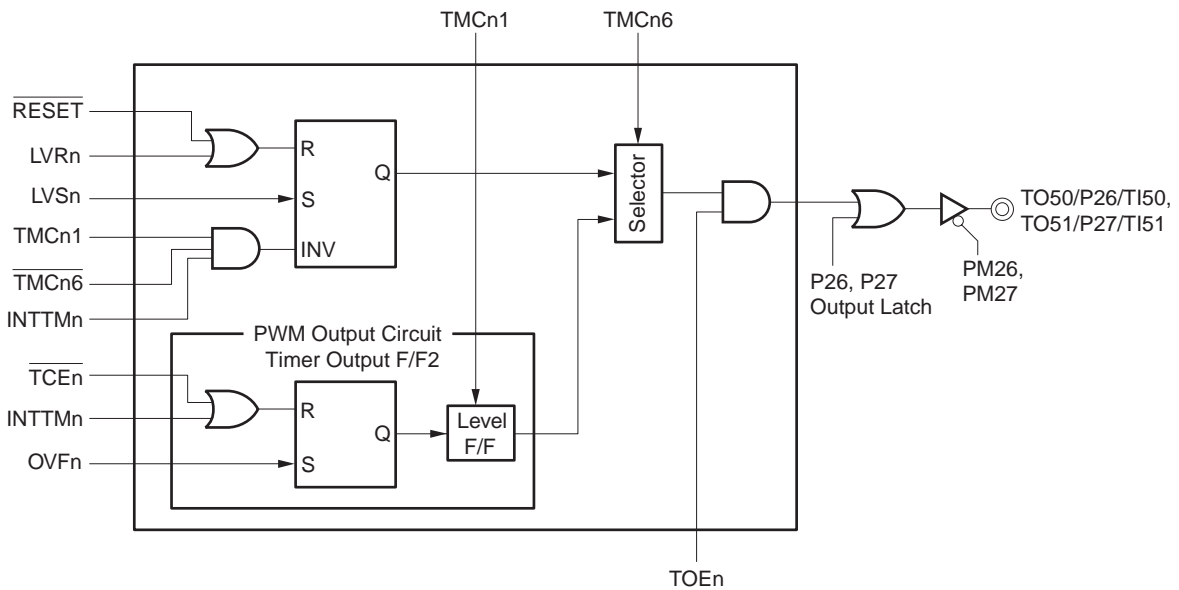 TMCn1
TMCn6
RESET
LVRn
LVSn
TMCn1
TMCn6
INTTMn
R
S
INV
Q
Selector
TO50/P26/TI50,
TO51/P27/TI51
P26, P27
Output Latch
PM26,
PM27
PWM Output Circuit
Timer Output F/F2
TCEn
INTTMn
OVFn
R
S
Q
Level
F/F
TOEn